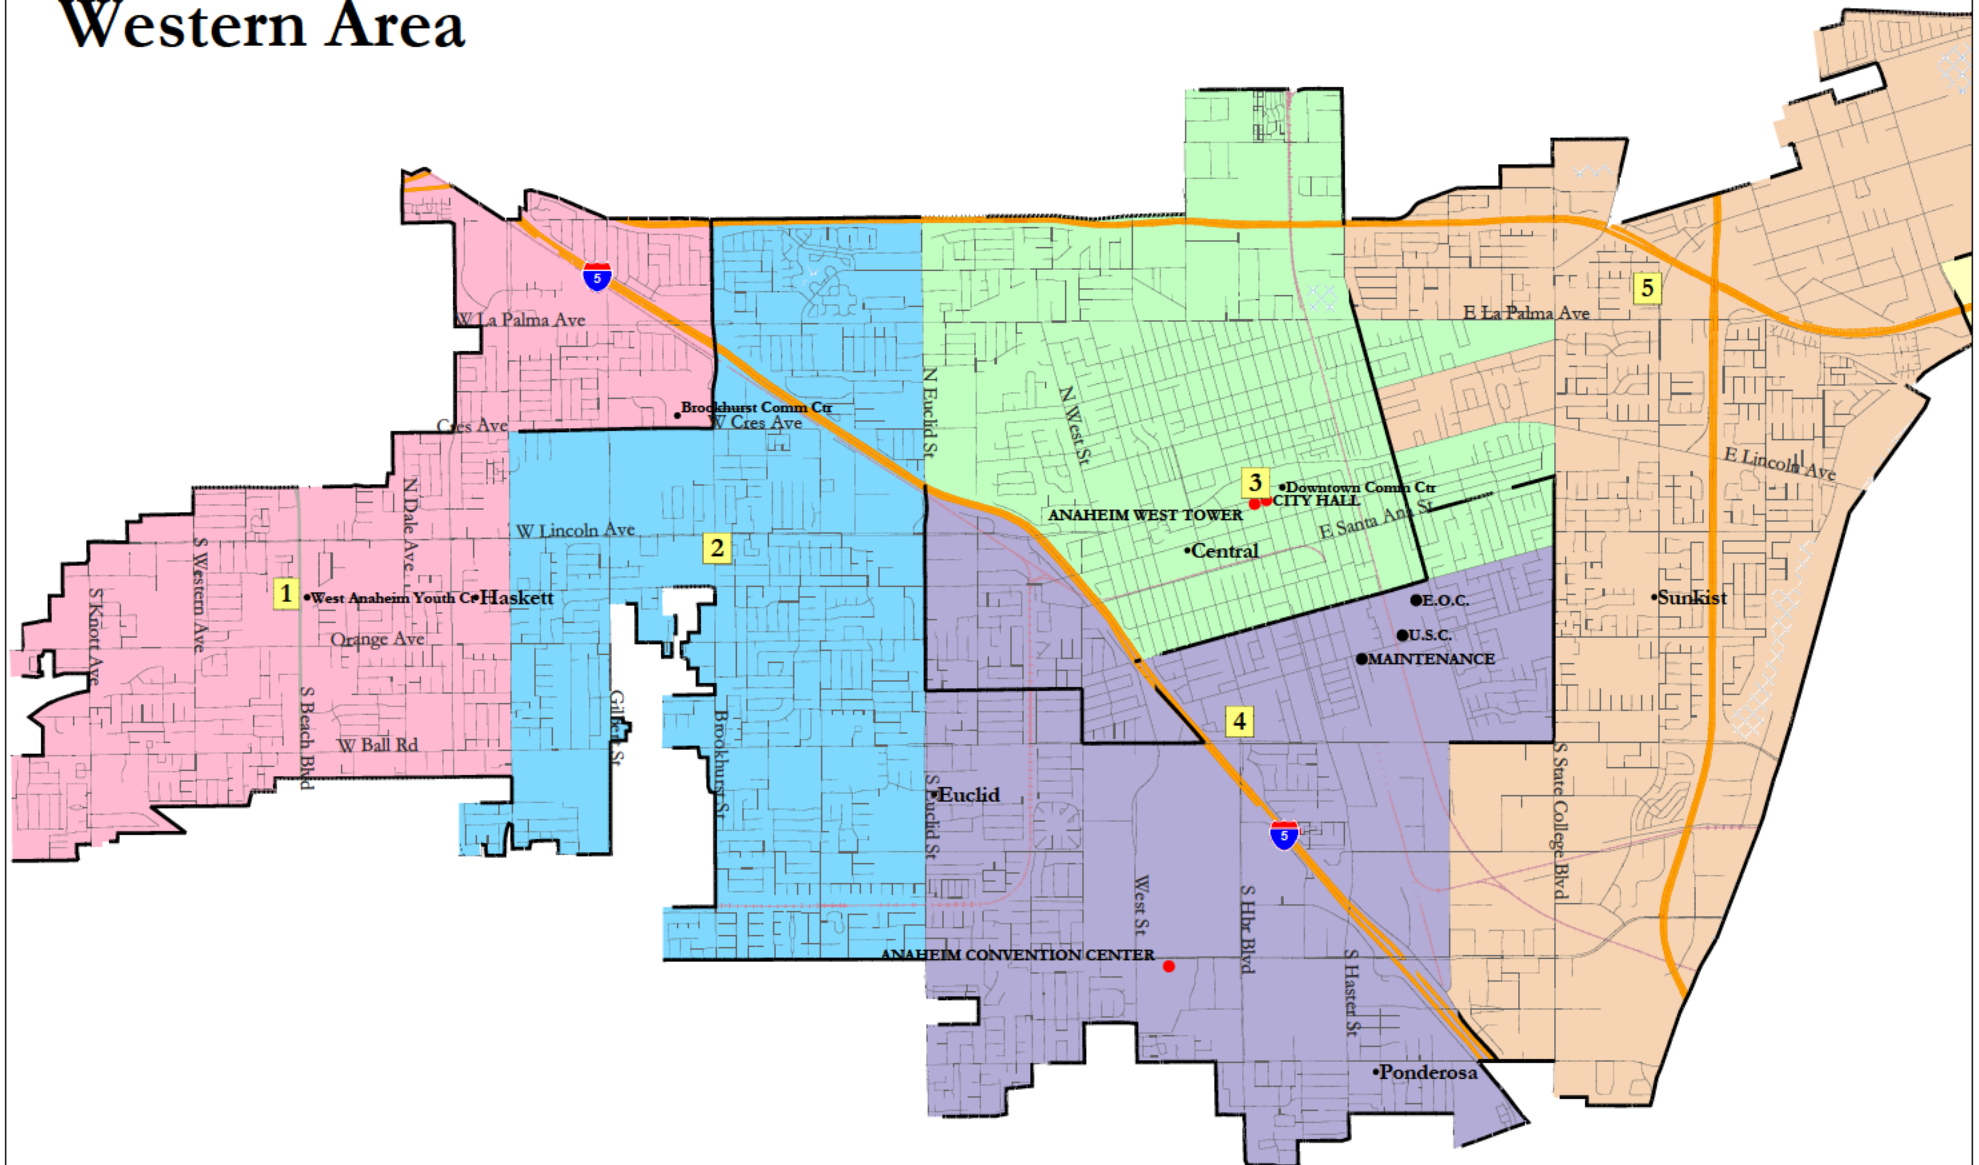 Western Area
5
5
W La Palma Ave
E La Palma Ave
N Euclid St
N West St
Brookhurst Comm Ctr
W Cres Ave
Cres Ave
E Lincoln Ave
N Dale Ave
3
Downtown Comm Ctr
CITY HALL
ANAHEIM WEST TOWER
E Santa Ana St
W Lincoln Ave
2
Central
S Western Ave
S Knott Ave
1
West Anaheim Youth Ctr
Haskett
E.O.C.
Sunkist
Orange Ave
U.S.C.
MAINTENANCE
S Beach Blvd
Gilbert St
Brookhurst St
4
W Ball Rd
S State College Blvd
S Euclid St
Euclid
5
West St
S Hbr Blvd
ANAHEIM CONVENTION CENTER
S Haster St
Ponderosa